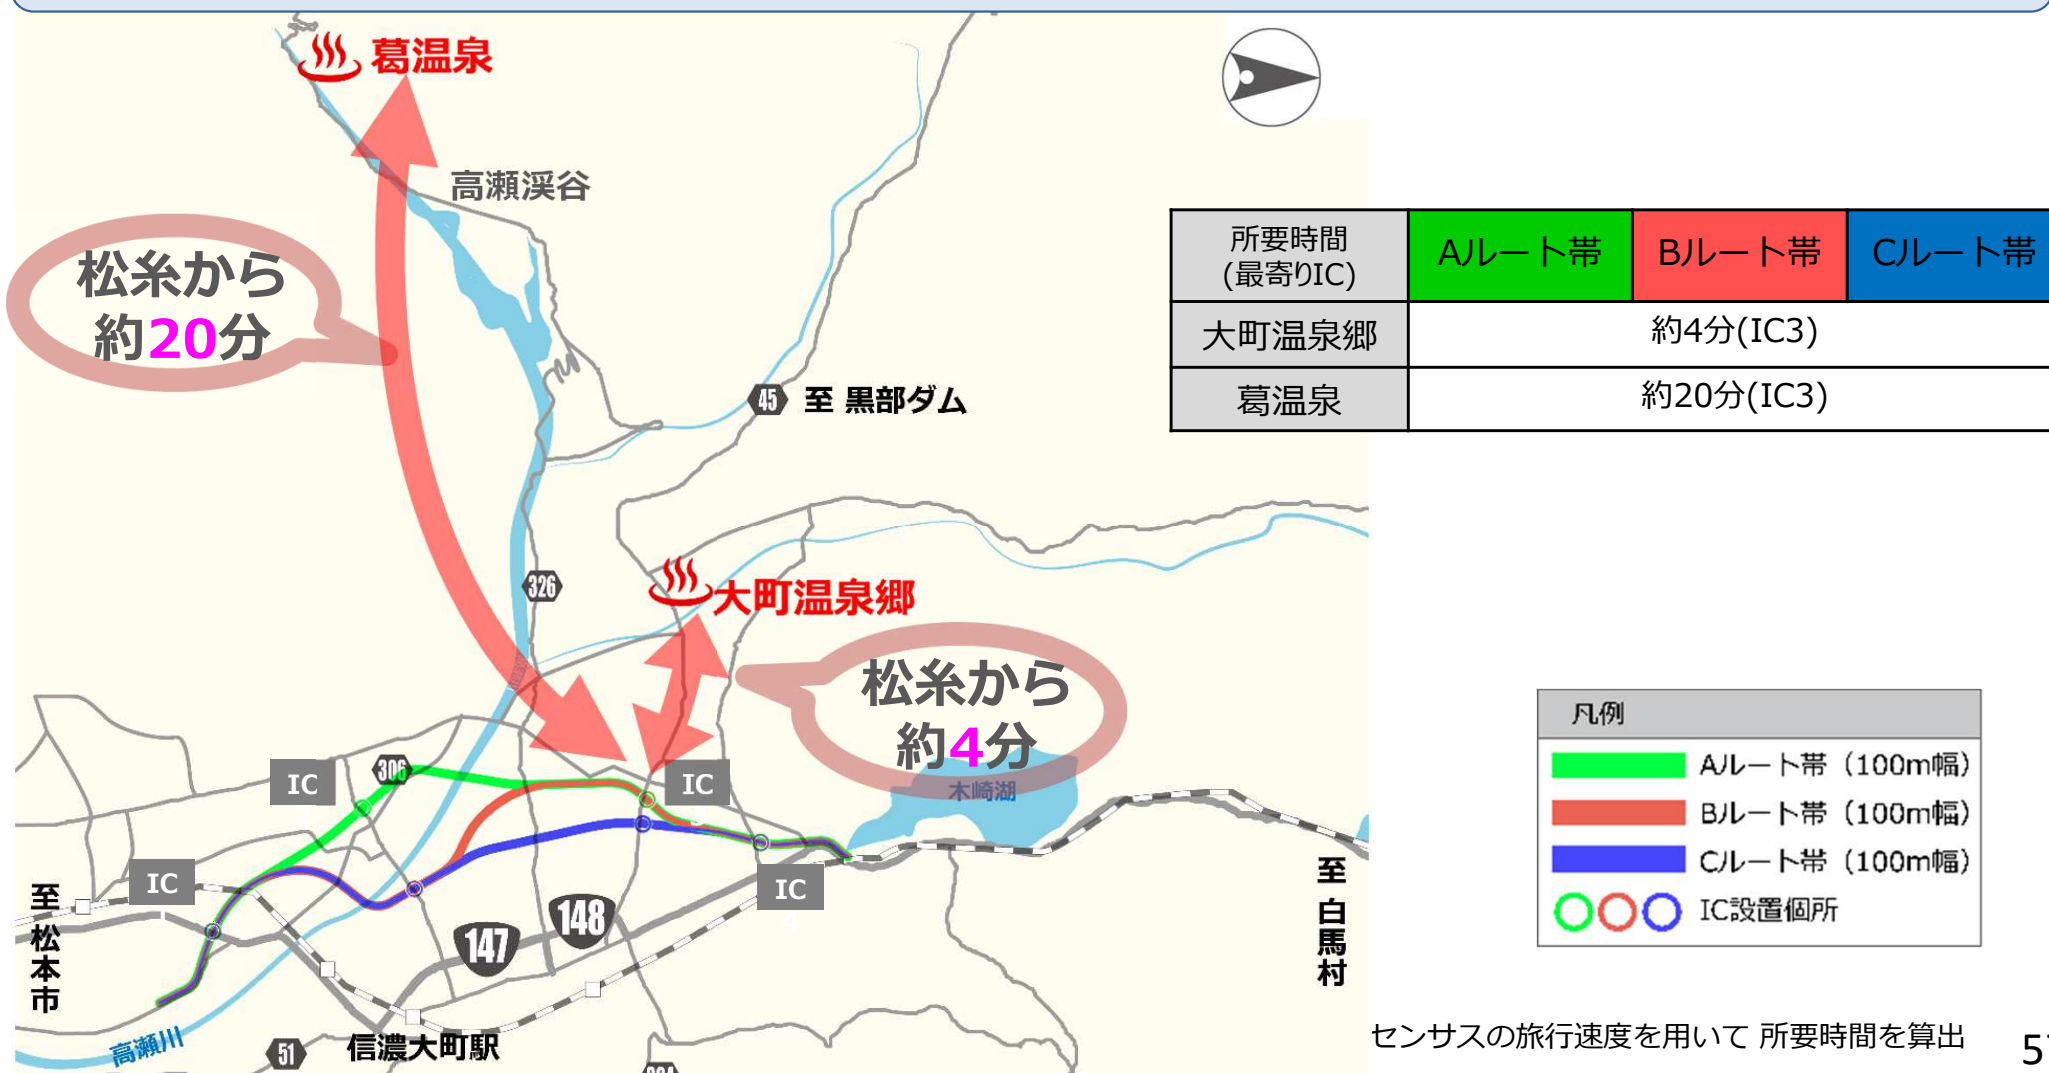 葛温泉
高瀬渓谷
松糸から
約20分
所要時間
(最寄りIC)
Aルート帯
Bルート帯
Cルート帯
大町温泉郷
約4分(IC3)
葛温泉
約20分(IC3)
45
至 黒部ダム
326
大町温泉郷
松糸から
約4分
306
IC
IC
木崎湖
IC
IC
147
148
至松本市
至白馬村
高瀬川
51
信濃大町駅
凡例
Aルート帯（100m幅）
Bルート帯（100m幅）
Cルート帯（100m幅）
IC設置個所
センサスの旅行速度を用いて 所要時間を算出